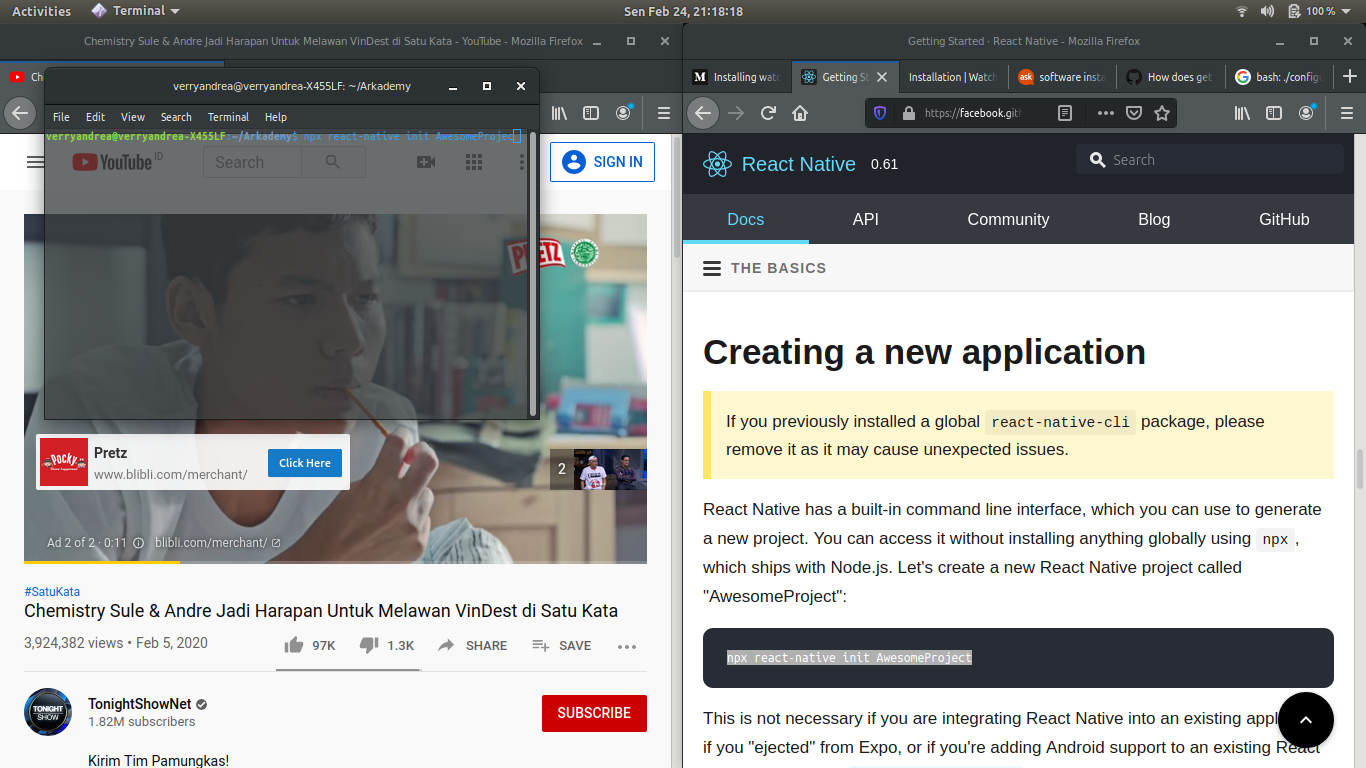 Activities
Terminal
Sen Feb 24, 21:18:18
100 %
Chemistry Sule & Andre Jadi Harapan Untuk Melawan VinDest di Satu Kata - YouTube - Mozilla Firefox
Ch
verryandrea@verryandrea-X455LF: ~/Arkademy
File Edit View Search Terminal Help
verryandrea@verryandrea-X455LF:~/Arkademy$ npx react-native init AwesomeProjec
YouTube ID
Search
SIGN IN
PRETZ
POCKY
Pretz
www.blibli.com/merchant/
Click Here
2
Ad 2 of 2 · 0:11
blibli.com/merchant/
#SatuKata
Chemistry Sule & Andre Jadi Harapan Untuk Melawan VinDest di Satu Kata
3,924,382 views • Feb 5, 2020
97K
1.3K
SHARE
SAVE
TONIGHT
SHOW
TonightShowNet
1.82M subscribers
SUBSCRIBE
Kirim Tim Pamungkas!
Getting Started · React Native - Mozilla Firefox
M Installing wat
Getting St
Installation | Watch
ask software insta
How does get
G bash: ./configu
https://facebook.git
React Native 0.61
Search
Docs API Community Blog GitHub
THE BASICS
Creating a new application
If you previously installed a global react-native-cli package, please
remove it as it may cause unexpected issues.
React Native has a built-in command line interface, which you can use to generate
a new project. You can access it without installing anything globally using npx ,
which ships with Node.js. Let's create a new React Native project called
"AwesomeProject":
npx react-native init AwesomeProject
This is not necessary if you are integrating React Native into an existing appl
if you "ejected" from Expo, or if you're adding Android support to an existing React